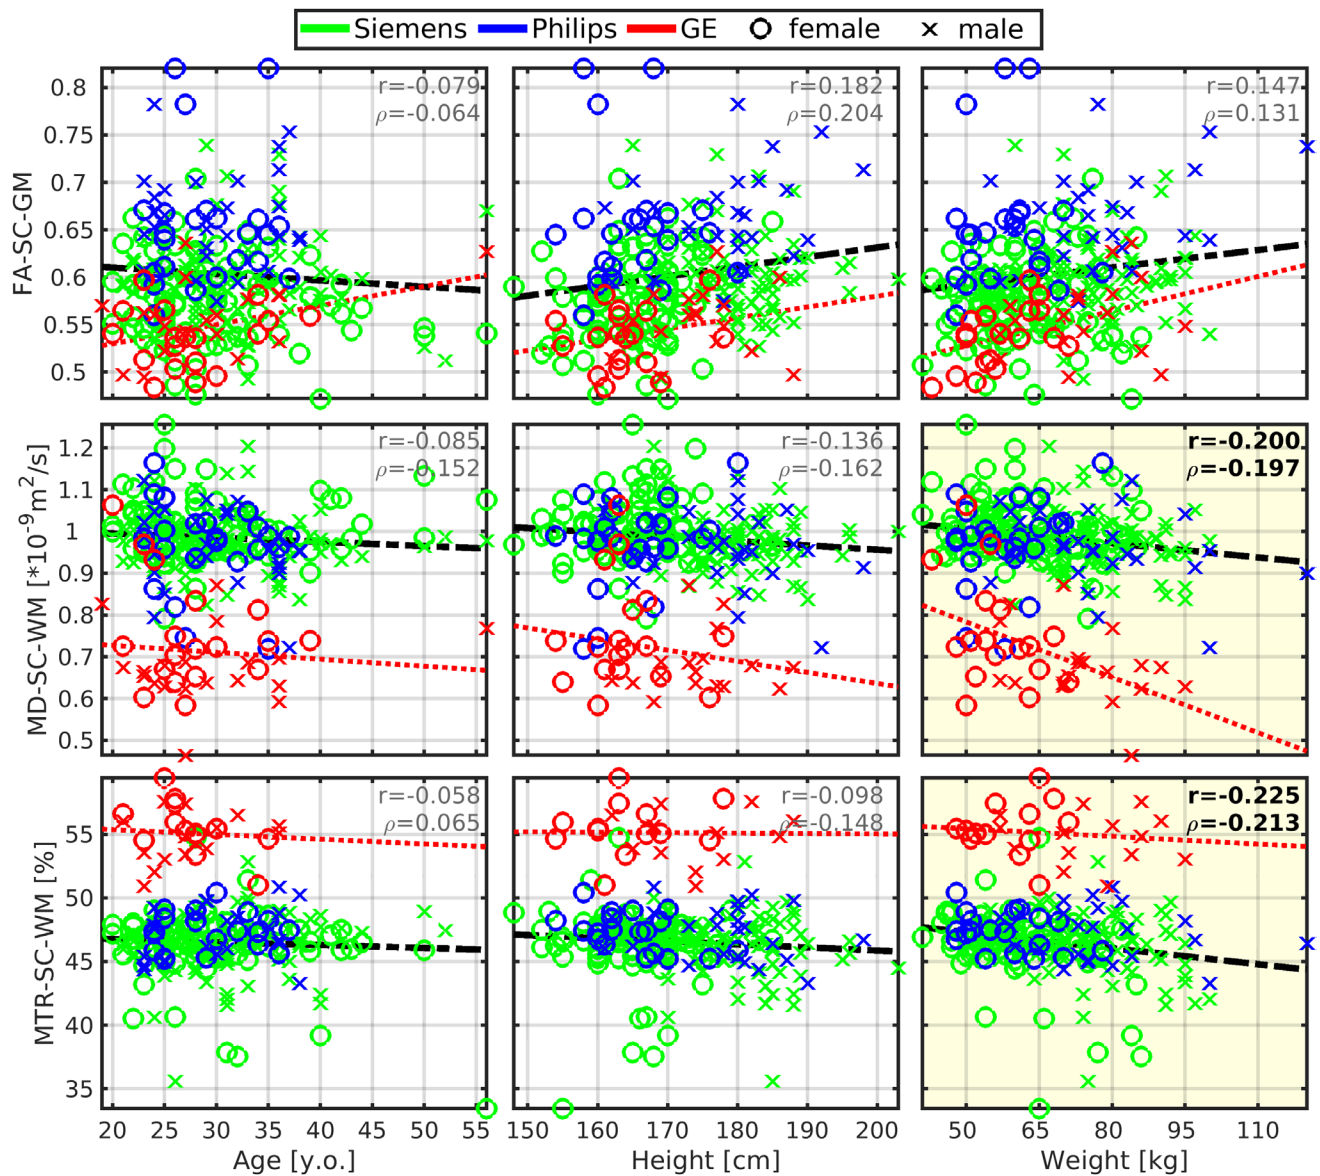 Siemens Philips GE female male
FA-SC-GM
0.8
0.75
0.7
0.65
0.6
0.55
0.5
r=-0.079
ρ=-0.064
r=0.182
ρ=0.204
r=0.147
ρ=0.131
MD-SC-WM [*10⁻⁹m²/s]
1.2
1.1
1
0.9
0.8
0.7
0.6
0.5
r=-0.085
ρ=-0.152
r=-0.136
ρ=-0.162
r=-0.200
ρ=-0.197
MTR-SC-WM [%]
55
50
45
40
35
r=-0.058
ρ=0.065
r=-0.098
ρ=-0.148
r=-0.225
ρ=-0.213
20 25 30 35 40 45 50 55
Age [y.o.]
150 160 170 180 190 200
Height [cm]
50 65 80 95 110
Weight [kg]